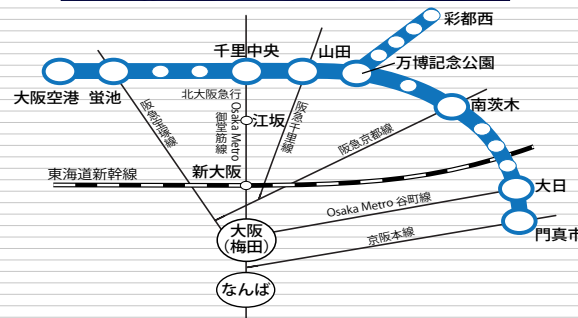 彩都西
千里中央
山田
万博記念公園
大阪空港
蛍池
北大阪急行
南茨木
阪急宝塚線
Osaka Metro
御堂筋線
江坂
阪急千里線
阪急京都線
東海道新幹線
新大阪
大日
Osaka Metro 谷町線
大阪
(梅田)
京阪本線
門真市
なんば